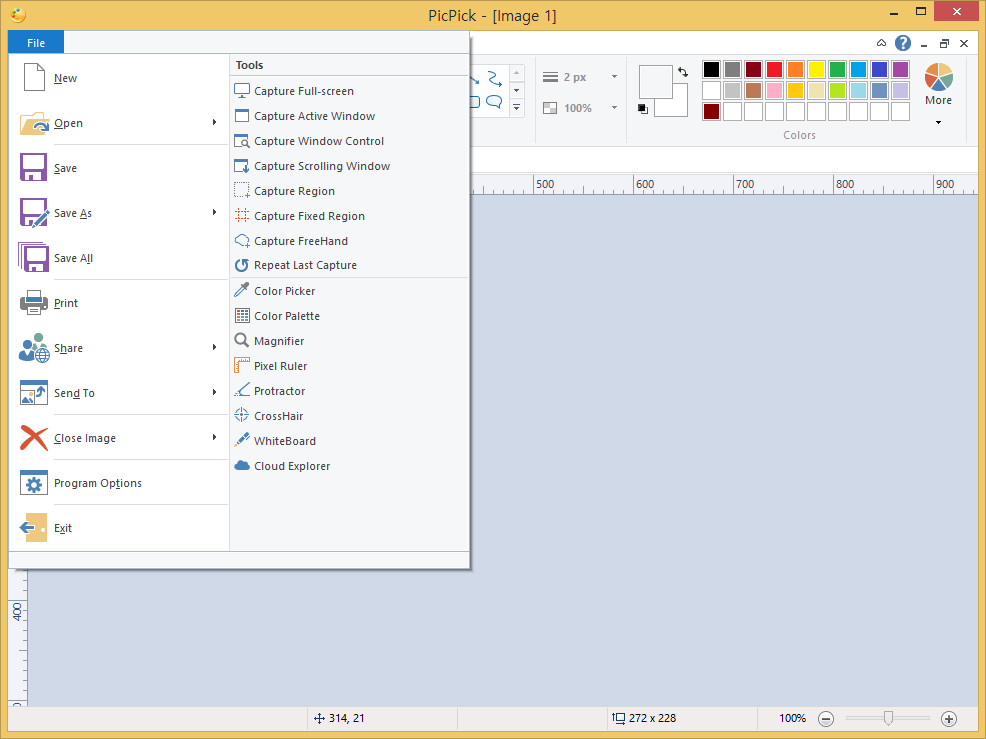 PicPick - [Image 1]
File
New
Open
Save
Save As
Save All
Print
Share
Send To
Close Image
Program Options
Exit
Tools
Capture Full-screen
Capture Active Window
Capture Window Control
Capture Scrolling Window
Capture Region
Capture Fixed Region
Capture FreeHand
Repeat Last Capture
Color Picker
Color Palette
Magnifier
Pixel Ruler
Protractor
CrossHair
WhiteBoard
Cloud Explorer
2 px
100%
More
Colors
500 600 700 800 900
400
314, 21
272 x 228
100%